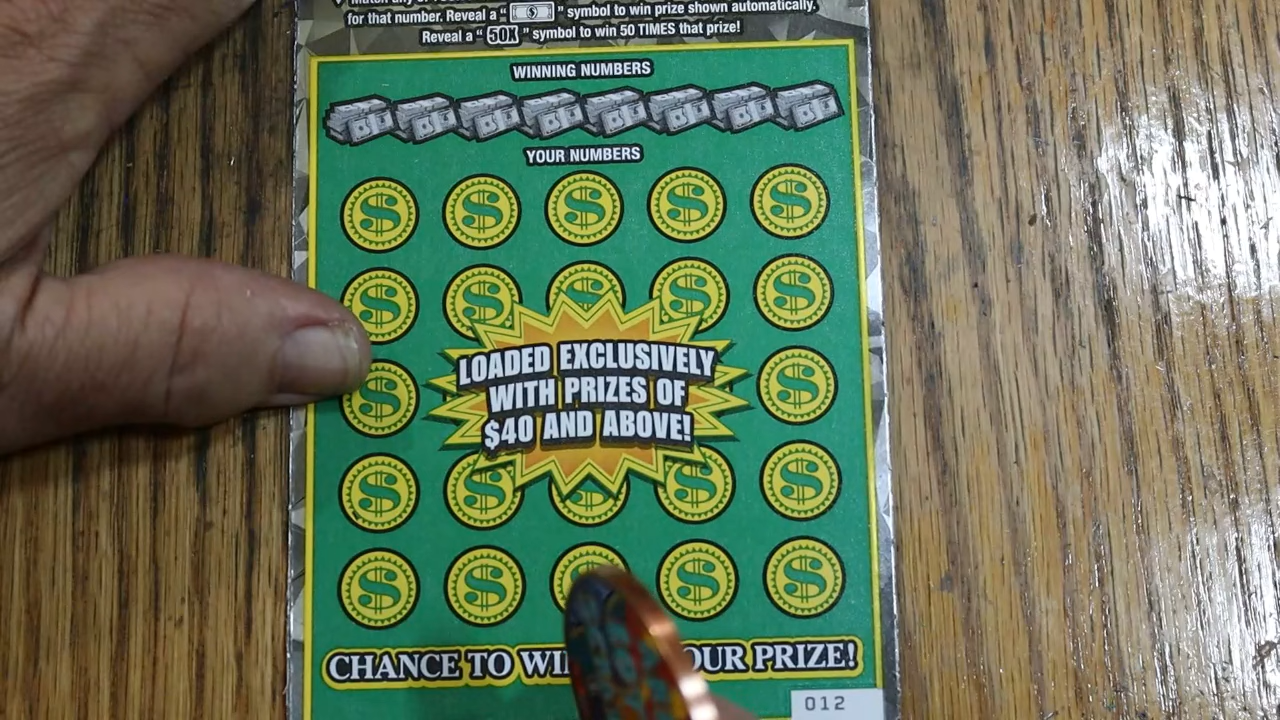 for that number. Reveal a " " symbol to win prize shown automatically.
Reveal a " 50X " symbol to win 50 TIMES that prize!
WINNING NUMBERS
YOUR NUMBERS
LOADED EXCLUSIVELY
WITH PRIZES OF
$40 AND ABOVE!
CHANCE TO OUR PRIZE!
012